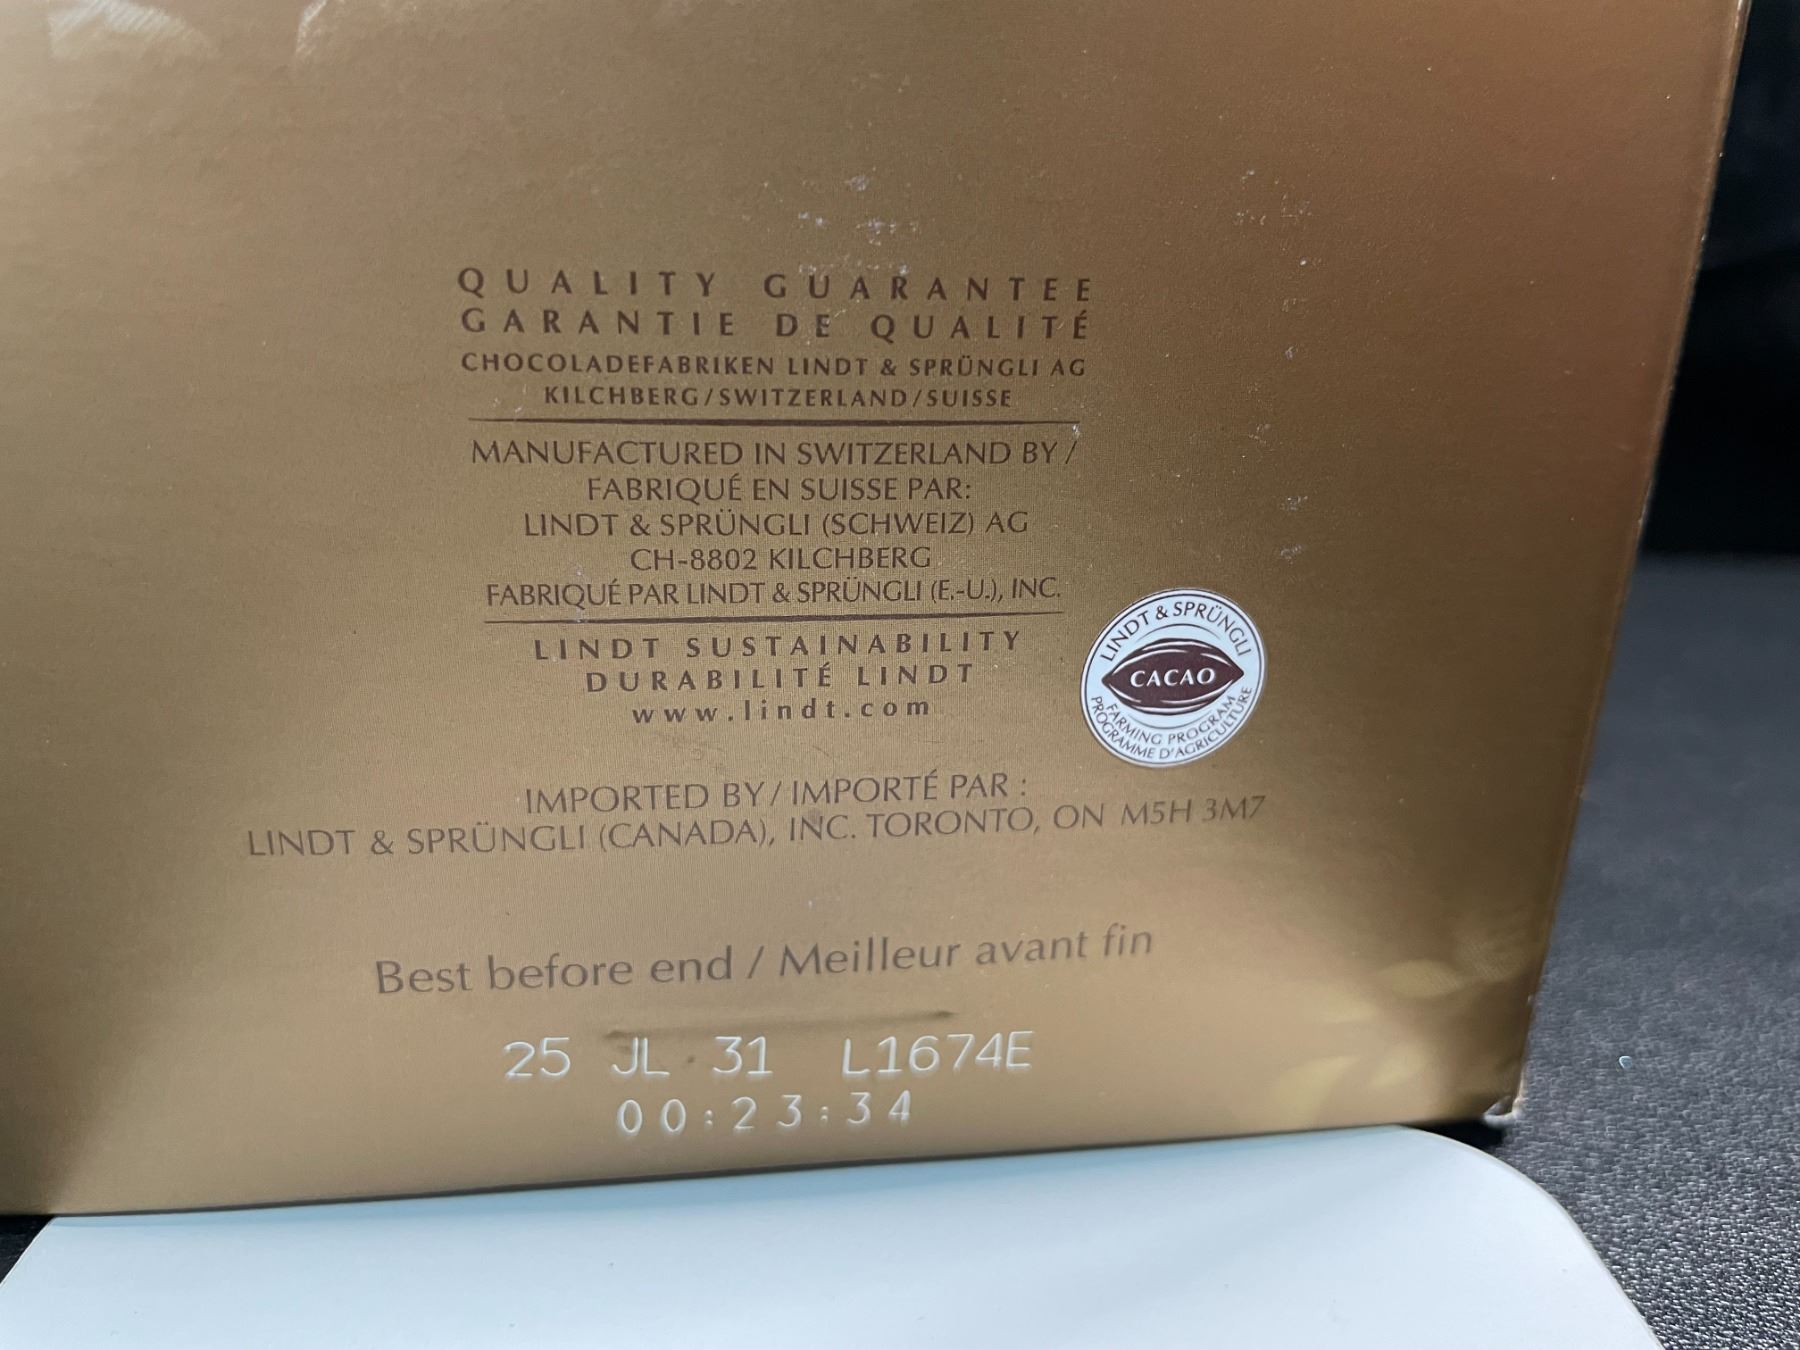 QUALITY GUARANTEE
GARANTIE DE QUALITÉ
CHOCOLADEFABRIKEN LINDT & SPRÜNGLI AG
KILCHBERG/SWITZERLAND/SUISSE
MANUFACTURED IN SWITZERLAND BY /
FABRIQUÉ EN SUISSE PAR:
LINDT & SPRÜNGLI (SCHWEIZ) AG
CH-8802 KILCHBERG
FABRIQUÉ PAR LINDT & SPRÜNGLI (E.-U.), INC.
LINDT SUSTAINABILITY
DURABILITÉ LINDT
www.lindt.com
LINDT & SPRÜNGLI
CACAO
FARMING PROGRAM
PROGRAMME D'AGRICULTURE
IMPORTED BY / IMPORTÉ PAR :
LINDT & SPRÜNGLI (CANADA), INC. TORONTO, ON M5H 3M7
Best before end / Meilleur avant fin
25 JL 31 L1674E
00:23:34